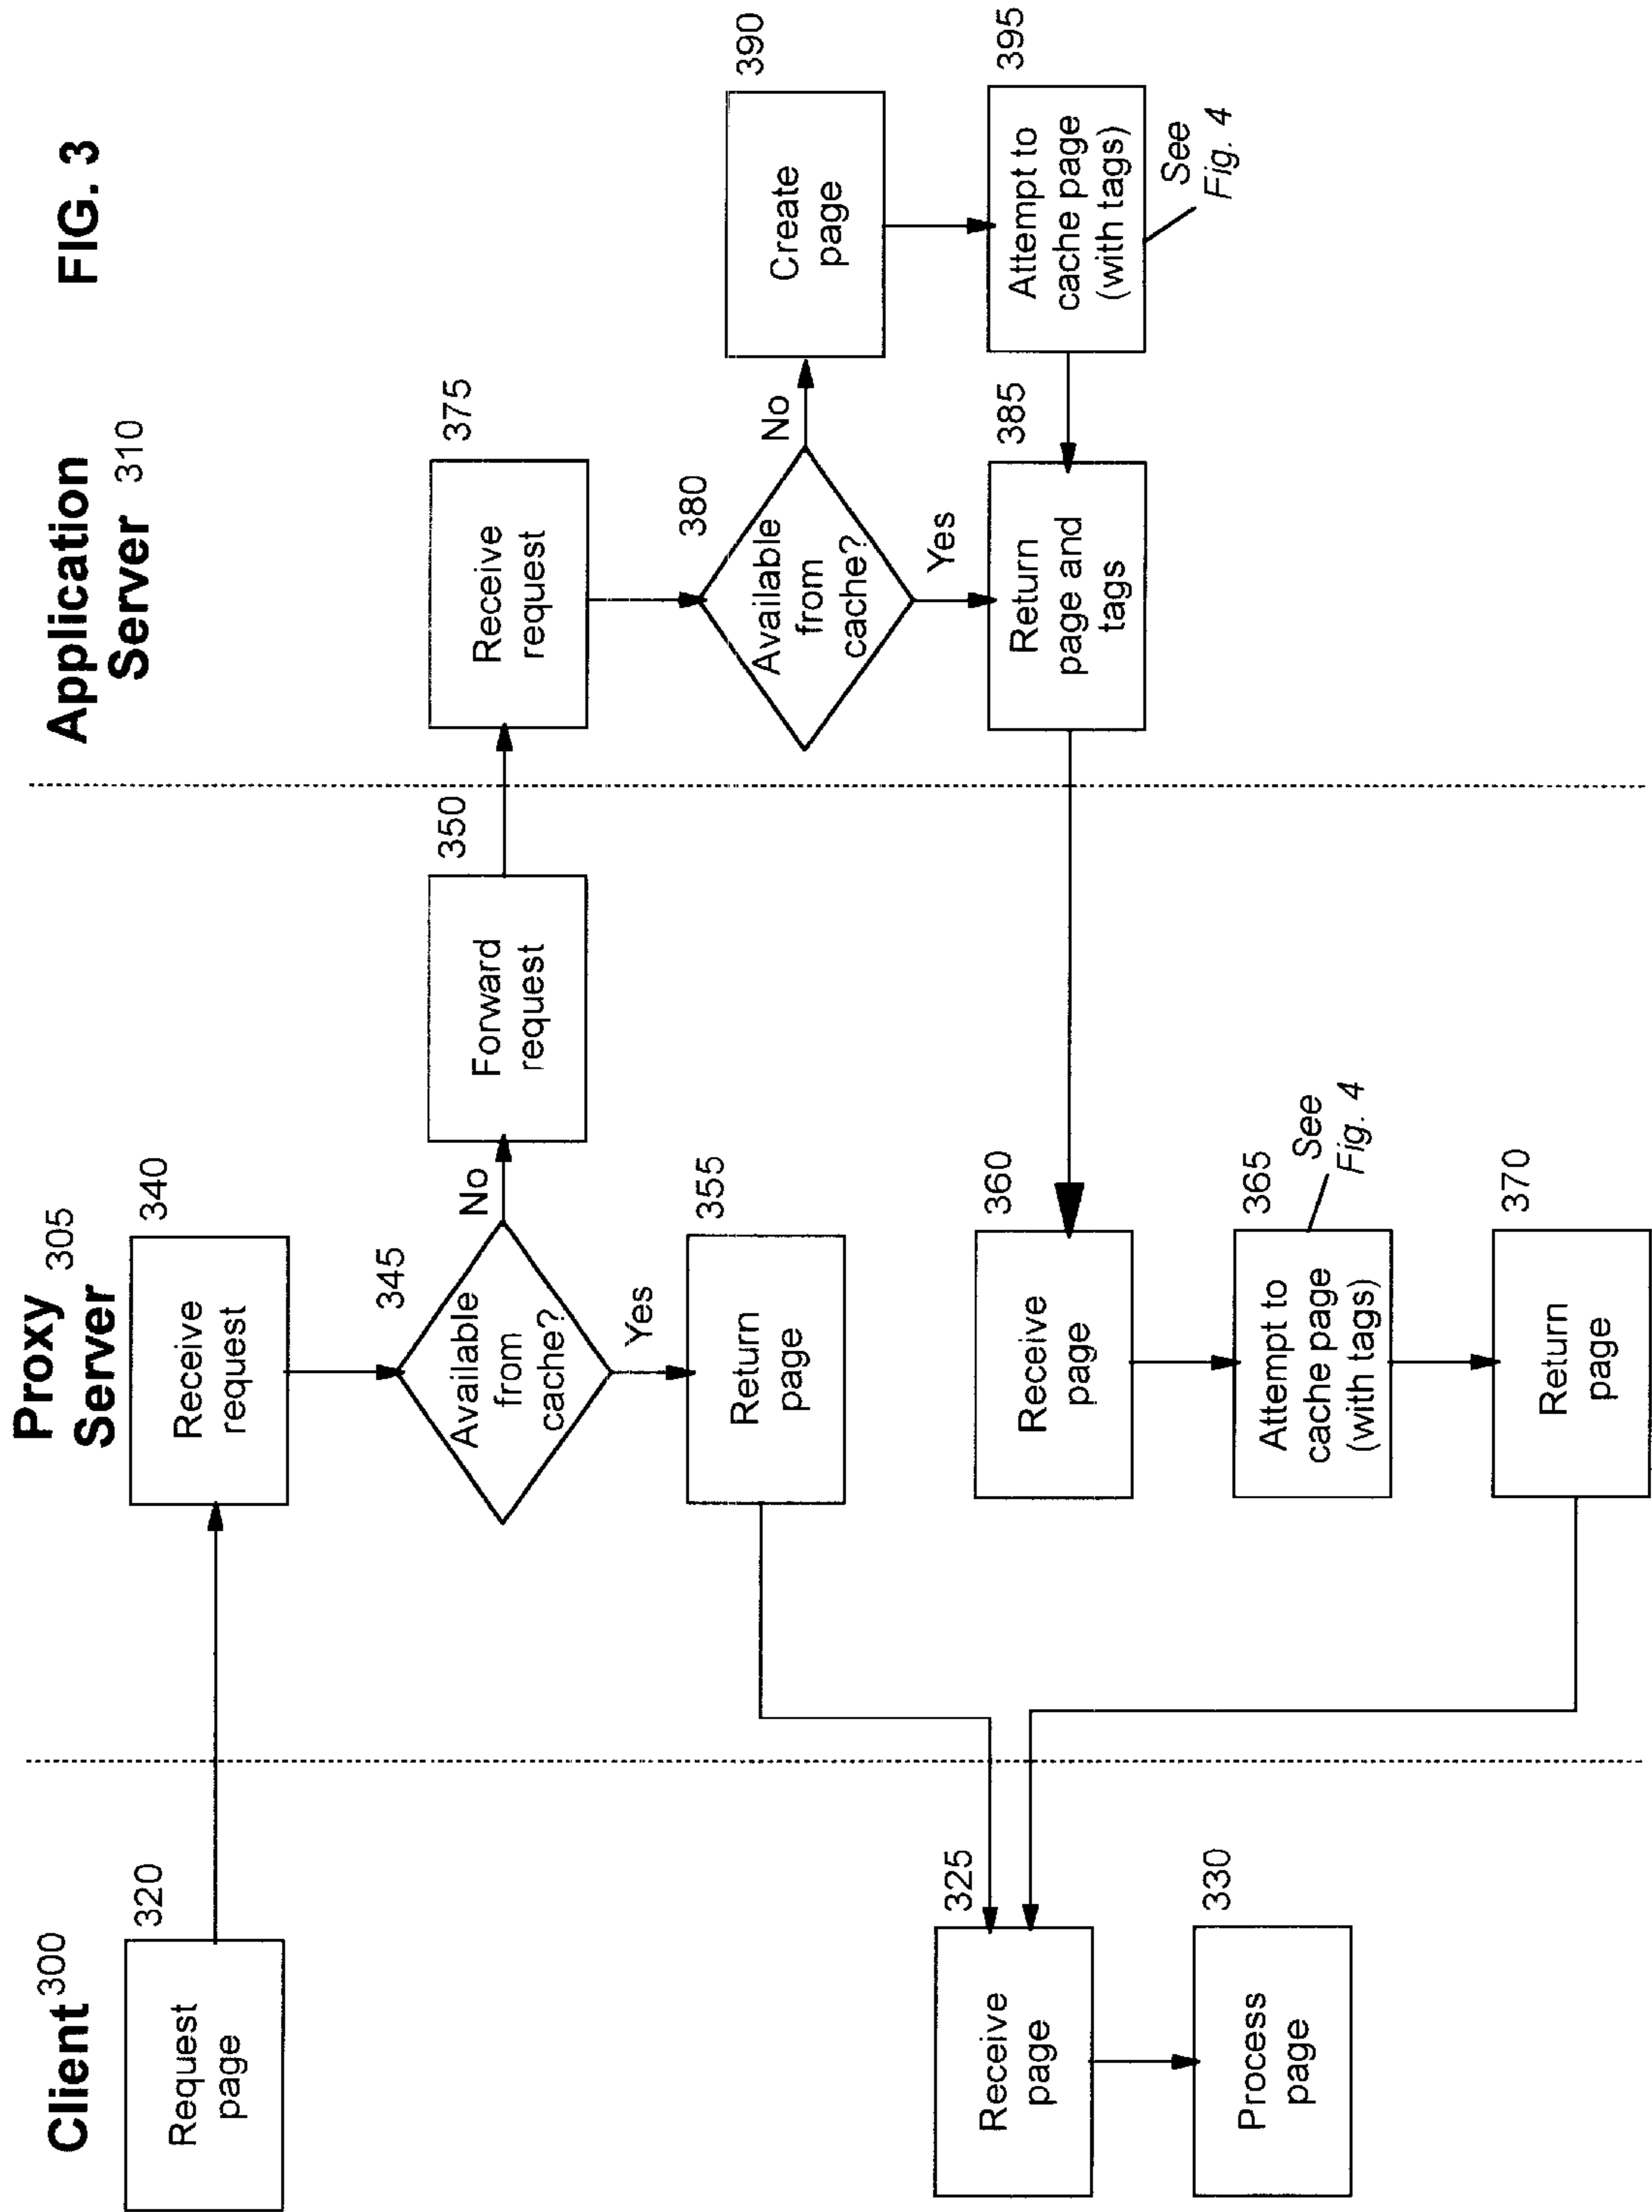 FIG. 3
Client 300
Proxy
Server 305
Application
Server 310
320
Request
page
340
Receive
request
345
Available
from
cache?
No
Yes
350
Forward
request
355
Return
page
375
Receive
request
380
Available
from
cache?
No
Yes
390
Create
page
395
Attempt to
cache page
(with tags)
See
Fig. 4
385
Return
page and
tags
360
Receive
page
365
Attempt to
cache page
(with tags)
See
Fig. 4
370
Return
page
325
Receive
page
330
Process
page